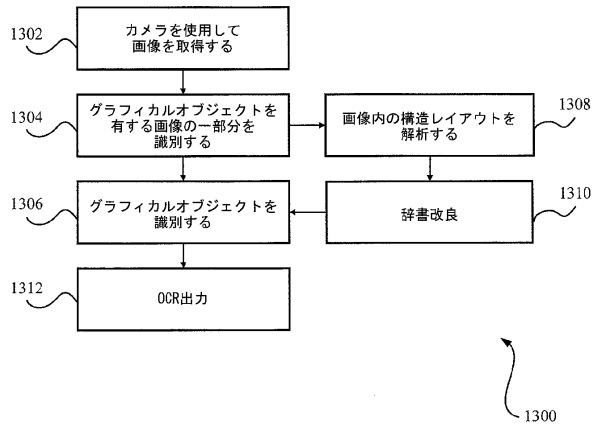 1302
カメラを使用して
画像を取得する
1304
グラフィカルオブジェクトを
有する画像の一部分を
識別する
画像内の構造レイアウトを
解析する
1308
1306
グラフィカルオブジェクトを
識別する
辞書改良
1310
1312
OCR出力
1300